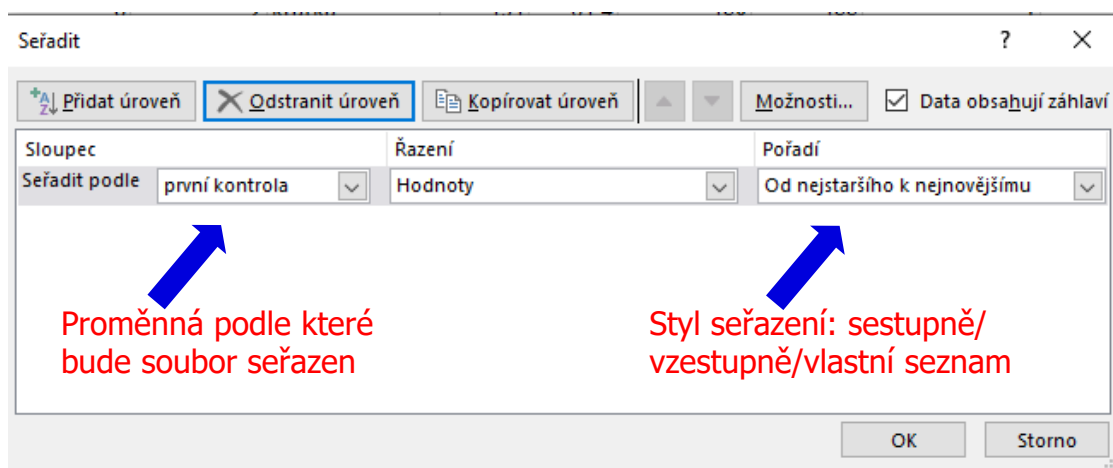 Seřadit ?
Přidat úroveň Odstranit úroveň Kopírovat úroveň Možnosti... Data obsahují záhlaví
Sloupec Řazení Pořadí
Seřadit podle první kontrola Hodnoty Od nejstaršího k nejnovějšímu
Proměnná podle které
bude soubor seřazen
Styl seřazení: sestupně/
vzestupně/vlastní seznam
OK Storno